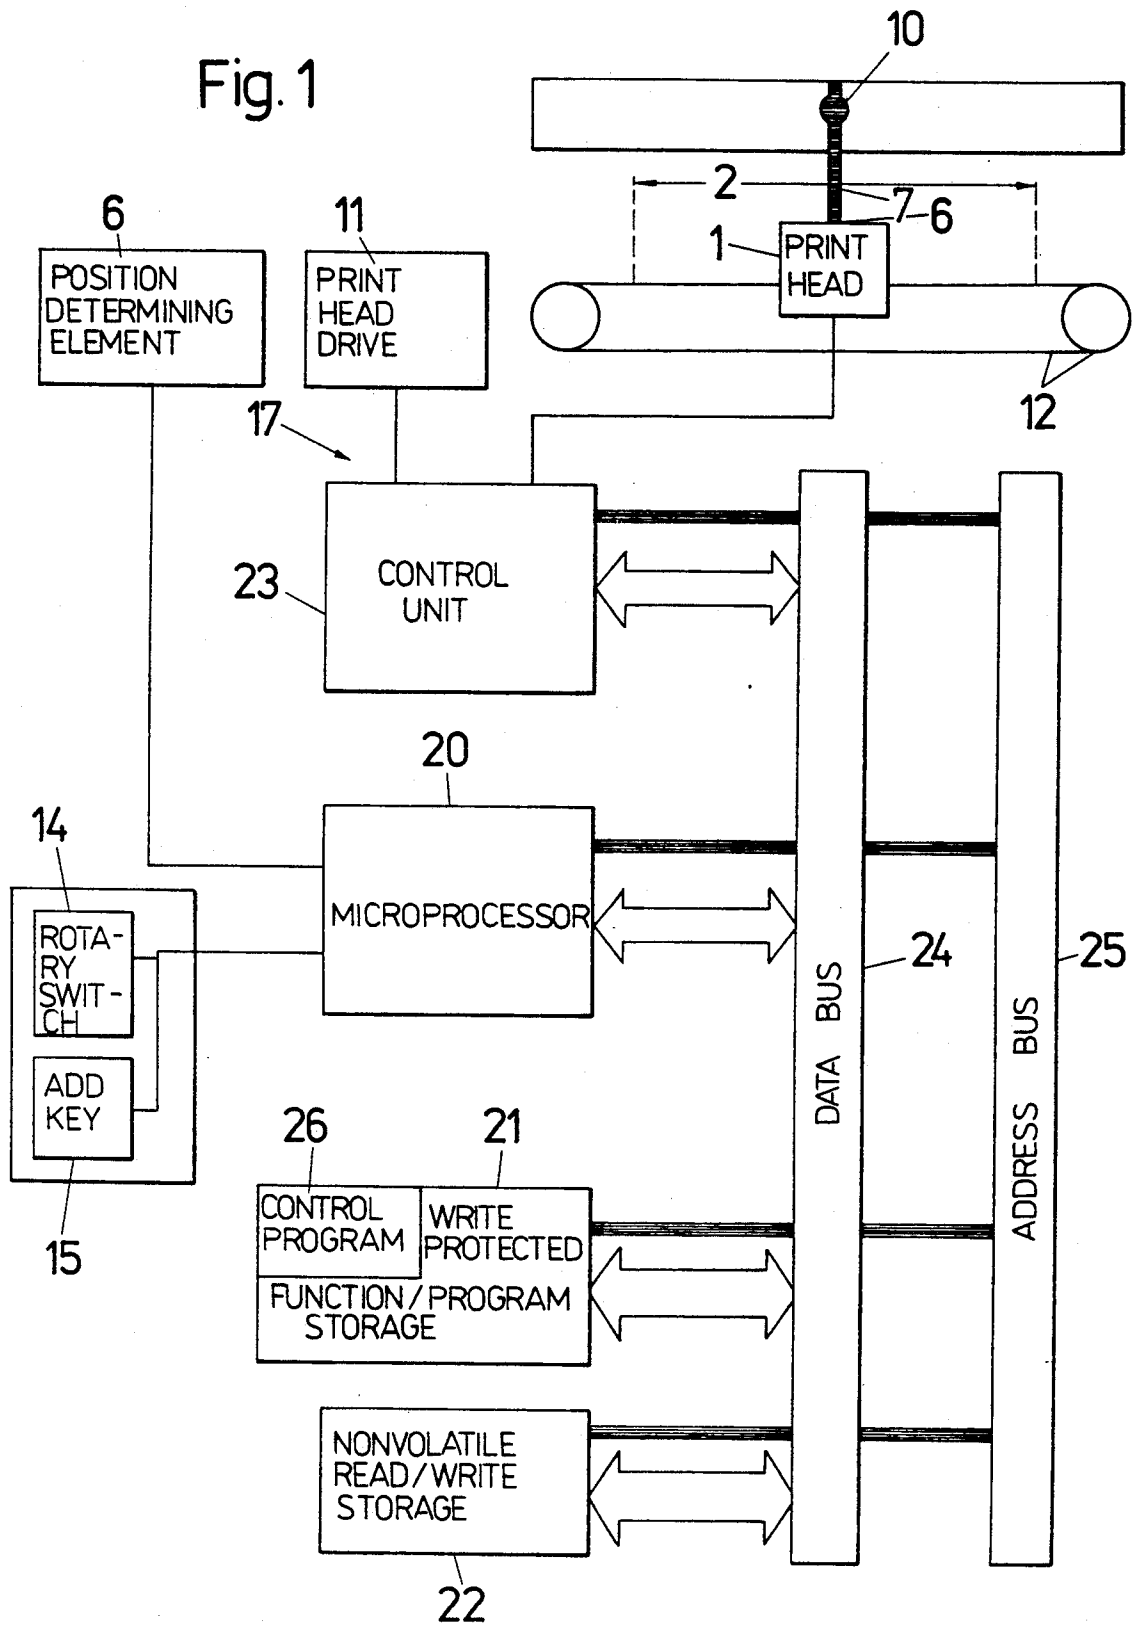 Fig. 1
10
2
7
6
1
PRINT
HEAD
12
6
POSITION
DETERMINING
ELEMENT
11
PRINT
HEAD
DRIVE
17
23
CONTROL
UNIT
20
MICROPROCESSOR
14
ROTA-
RY
SWIT-
CH
ADD
KEY
15
24
DATA BUS
25
ADDRESS BUS
26
21
CONTROL
PROGRAM
WRITE
PROTECTED
FUNCTION/PROGRAM
STORAGE
NONVOLATILE
READ/WRITE
STORAGE
22